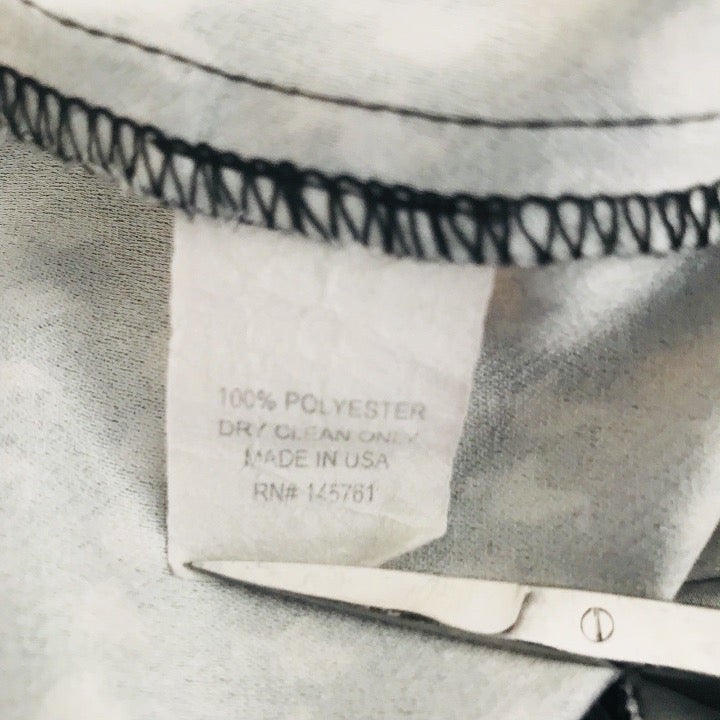 100% POLYESTER
DRY CLEAN ONLY
MADE IN USA
RN# 145761